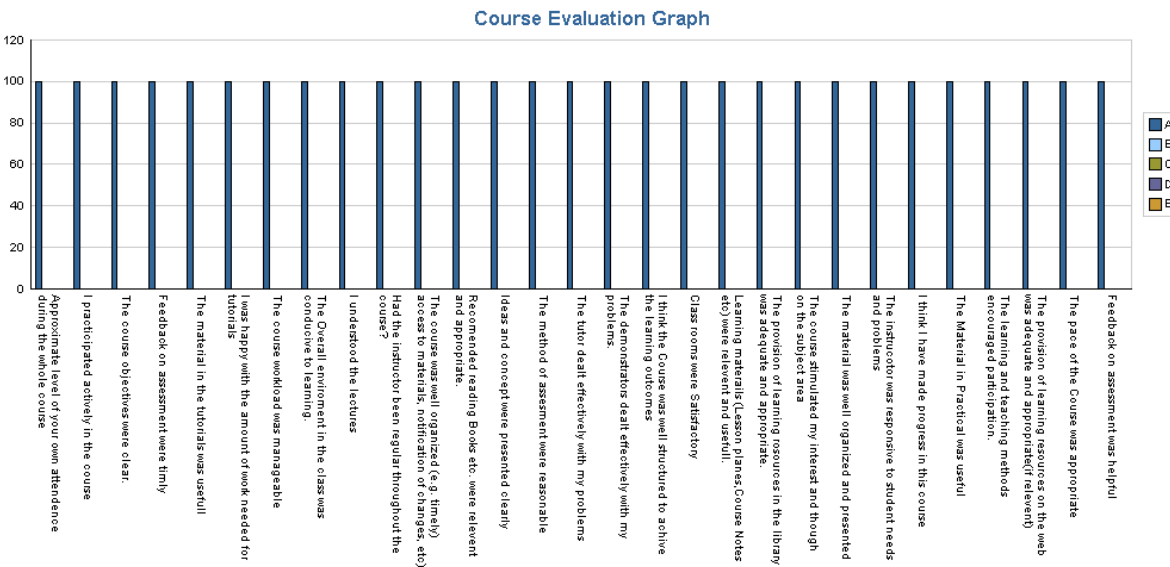 Course Evaluation Graph
120
100
80
60
40
20
0
A
B
C
D
E
Approximate level of your own attendence
during the whole course
I practicipated actively in the course
The course objectives were clear.
Feedback on assessment were timly
The material in the tutorials was usefull
I was happy with the amount of work needed for
tutorials
The course workload was manageable
The Overall enviroment in the class was
conducive to learning.
I understood the lectures
Had the instructor been regular throughout the
course?
The course was well organized (e.g. timely)
access to materials, notification of changes, etc)
Recommended reading Books etc. were relevent
and appropriate.
Ideas and concept were presented clearly
The method of assesment were reasonable
The tutor dealt effectively with my problems
The demonstrators dealt effectively with my
problems.
I think the Course was well structured to achive
the learning outcomes
Class rooms were Satisfactory
Learning materails (Lesson planes,Course Notes
etc) were relevent and usefull.
The provision of learning rosources in the library
was adequate and appropriate.
The course stimulated my interest and though
on the subject area
The material was well organized and presented
The instrucotor was responsive to student needs
and problems
I think I have made progress in this course
The Material in Practical was useful
The learning and teaching methods
encouraged participation.
The provision of learning resources on the web
was adequate and appropriate(if relevent)
The pace of the Course was appropriate
Feedback on assessment was helpful